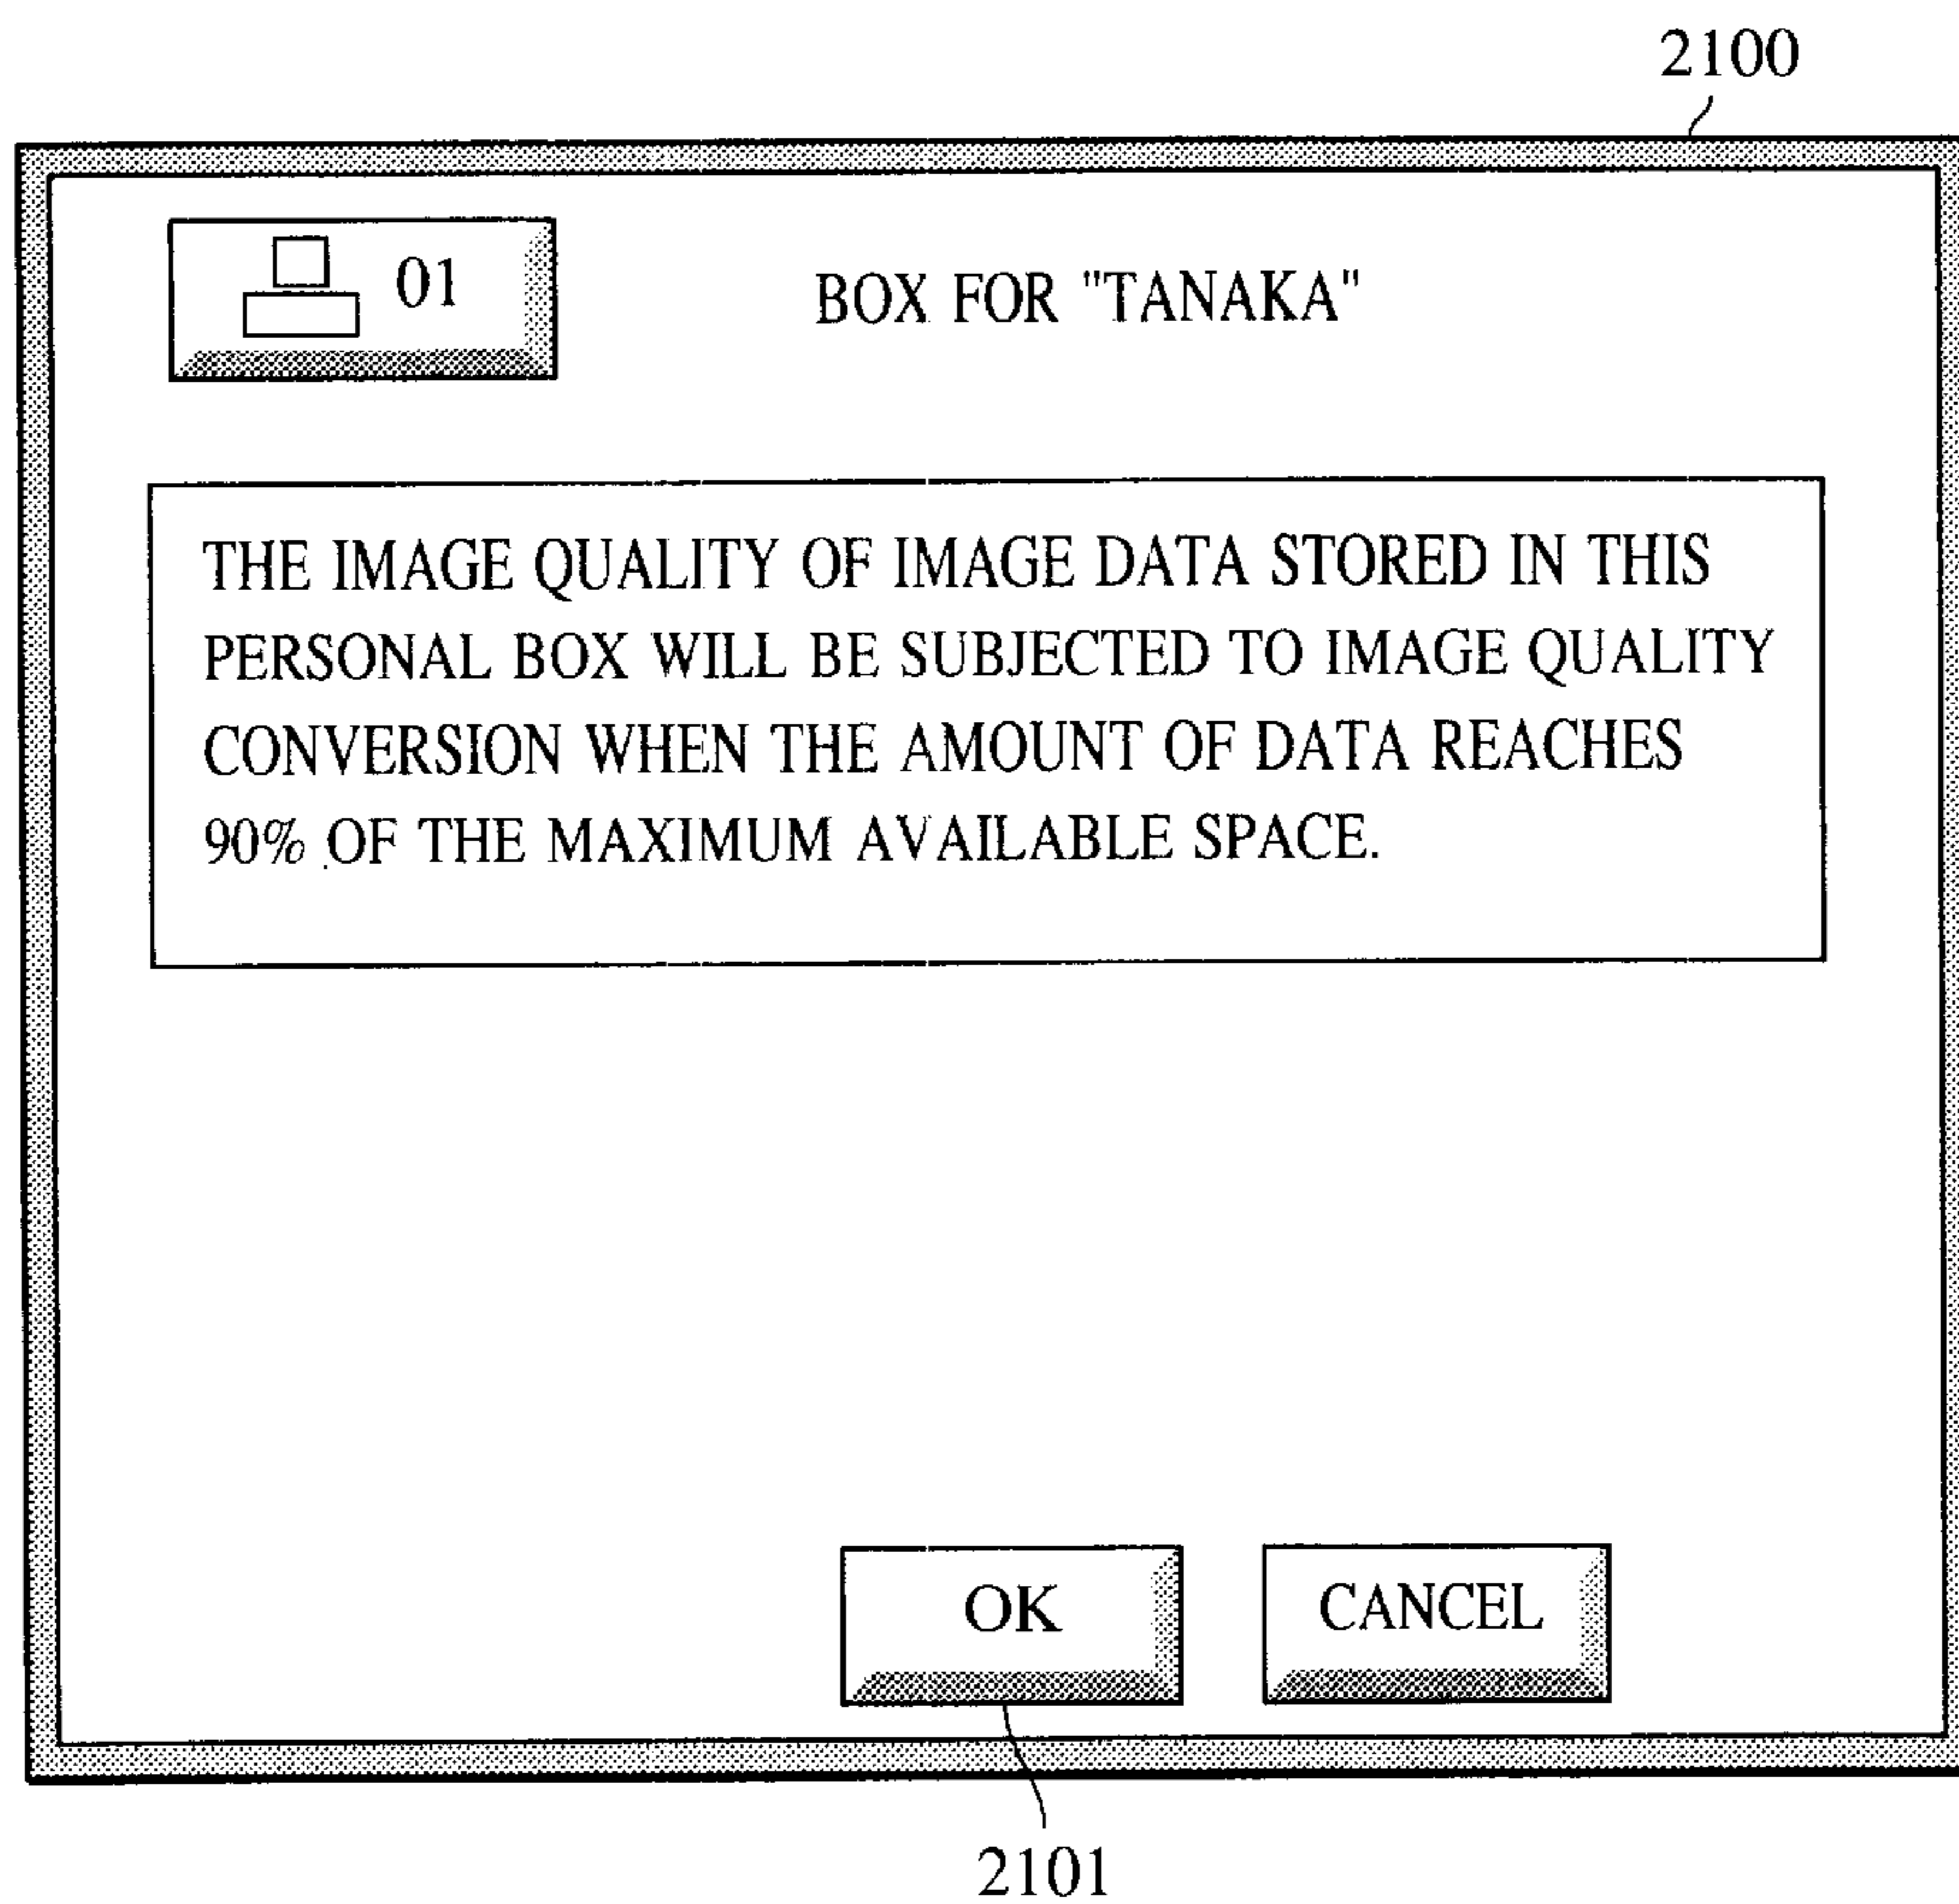 2100
01
BOX FOR "TANAKA"
THE IMAGE QUALITY OF IMAGE DATA STORED IN THIS
PERSONAL BOX WILL BE SUBJECTED TO IMAGE QUALITY
CONVERSION WHEN THE AMOUNT OF DATA REACHES
90% OF THE MAXIMUM AVAILABLE SPACE.
OK
CANCEL
2101